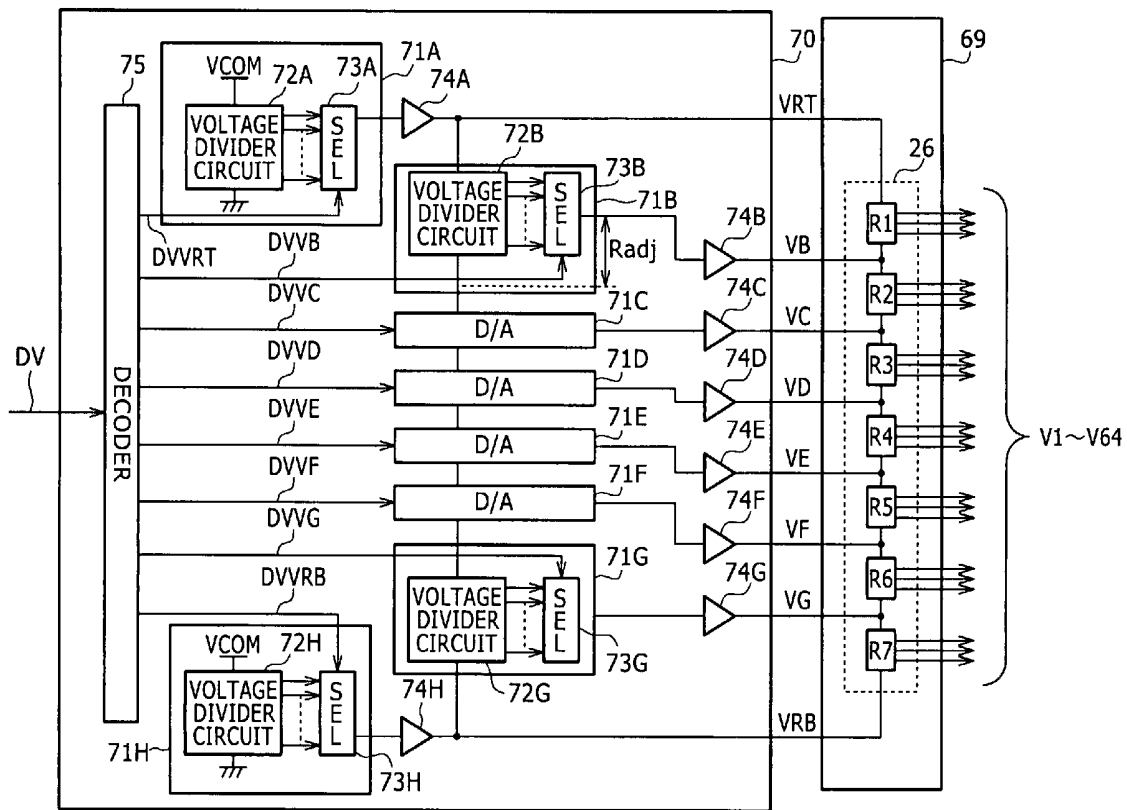 75
VCOM
72A
73A
71A
74A
70
69
VOLTAGE
DIVIDER
CIRCUIT
SEL
VRT
72B
73B
71B
26
VOLTAGE
DIVIDER
CIRCUIT
SEL
DVVRT
DVVB
Radj
74B
VB
R1
DVVC
71C
D/A
74C
VC
R2
DV
DECODER
DVVD
71D
D/A
74D
VD
R3
DVVE
71E
D/A
74E
VE
R4
V1~V64
DVVF
71F
D/A
74F
VF
R5
DVVG
71G
74G
VG
R6
VOLTAGE
DIVIDER
CIRCUIT
SEL
73G
72G
DVVRB
R7
VCOM
72H
VOLTAGE
DIVIDER
CIRCUIT
SEL
74H
VRB
71H
73H